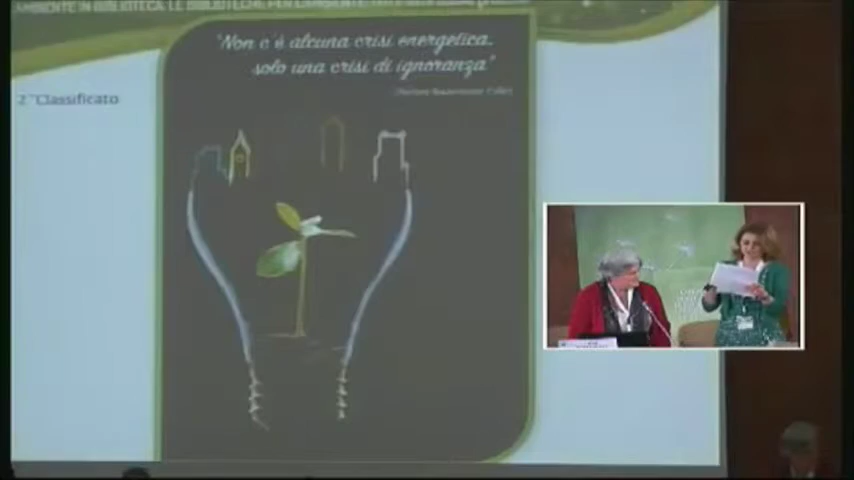 AMBIENTE IN BIBLIOTECA. LE BIBLIOTECHE PER L'AMBIENTE
"Non c'è alcuna crisi energetica,
solo una crisi di ignoranza"
2 °Classificato